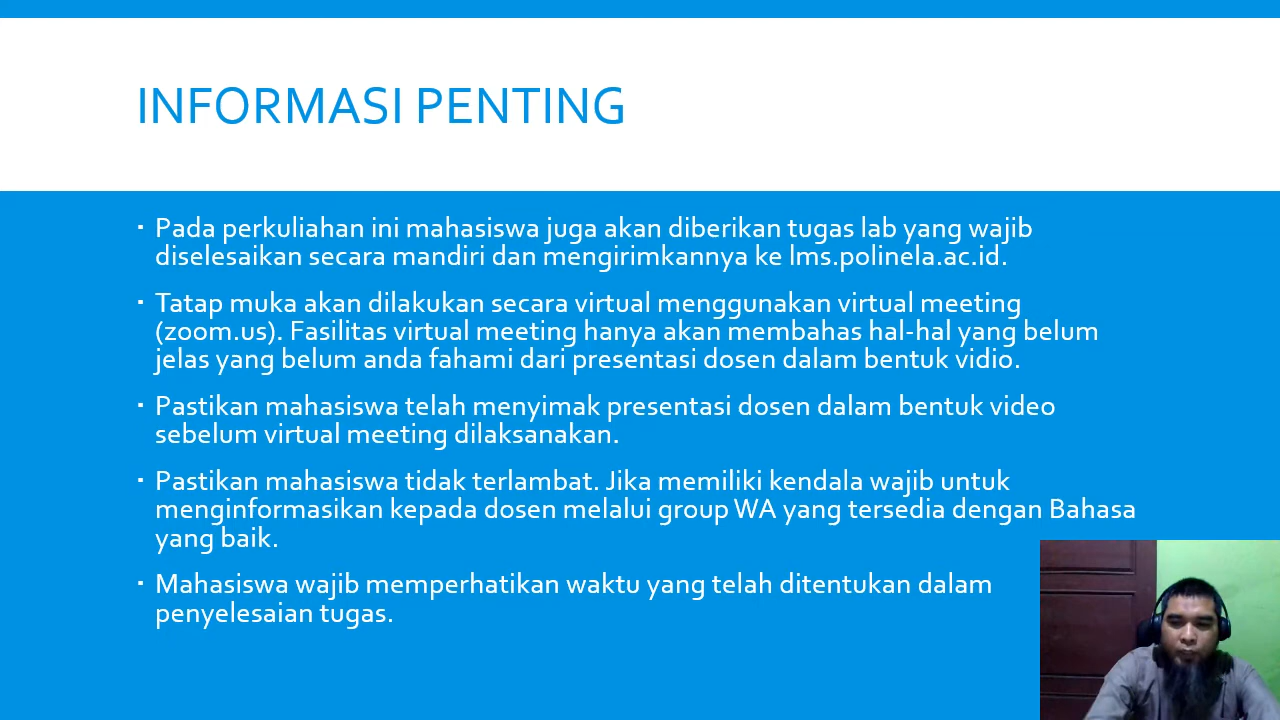 INFORMASI PENTING
Pada perkuliahan ini mahasiswa juga akan diberikan tugas lab yang wajib
diselesaikan secara mandiri dan mengirimkannya ke lms.polinela.ac.id.
Tatap muka akan dilakukan secara virtual menggunakan virtual meeting
(zoom.us). Fasilitas virtual meeting hanya akan membahas hal-hal yang belum
jelas yang belum anda fahami dari presentasi dosen dalam bentuk vidio.
Pastikan mahasiswa telah menyimak presentasi dosen dalam bentuk video
sebelum virtual meeting dilaksanakan.
Pastikan mahasiswa tidak terlambat. Jika memiliki kendala wajib untuk
menginformasikan kepada dosen melalui group WA yang tersedia dengan Bahasa
yang baik.
Mahasiswa wajib memperhatikan waktu yang telah ditentukan dalam
penyelesaian tugas.